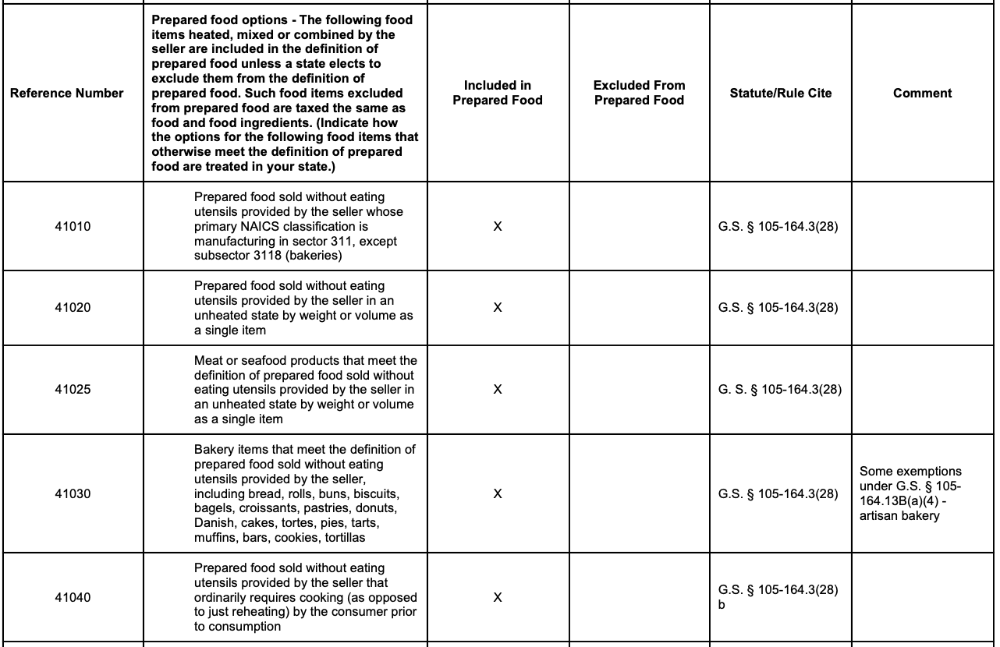 Reference Number
Prepared food options - The following food
items heated, mixed or combined by the
seller are included in the definition of
prepared food unless a state elects to
exclude them from the definition of
prepared food. Such food items excluded
from prepared food are taxed the same as
food and food ingredients. (Indicate how
the options for the following food items that
otherwise meet the definition of prepared
food are treated in your state.)
Included in
Prepared Food
Excluded From
Prepared Food
Statute/Rule Cite
Comment
41010
Prepared food sold without eating
utensils provided by the seller whose
primary NAICS classification is
manufacturing in sector 311, except
subsector 3118 (bakeries)
X
G.S. § 105-164.3(28)
41020
Prepared food sold without eating
utensils provided by the seller in an
unheated state by weight or volume as
a single item
X
G.S. § 105-164.3(28)
41025
Meat or seafood products that meet the
definition of prepared food sold without
eating utensils provided by the seller in
an unheated state by weight or volume
as a single item
X
G. S. § 105-164.3(28)
41030
Bakery items that meet the definition of
prepared food sold without eating
utensils provided by the seller,
including bread, rolls, buns, biscuits,
bagels, croissants, pastries, donuts,
Danish, cakes, tortes, pies, tarts,
muffins, bars, cookies, tortillas
X
G.S. § 105-164.3(28)
Some exemptions
under G.S. § 105-
164.13B(a)(4) -
artisan bakery
41040
Prepared food sold without eating
utensils provided by the seller that
ordinarily requires cooking (as opposed
to just reheating) by the consumer prior
to consumption
X
G.S. § 105-164.3(28)
b